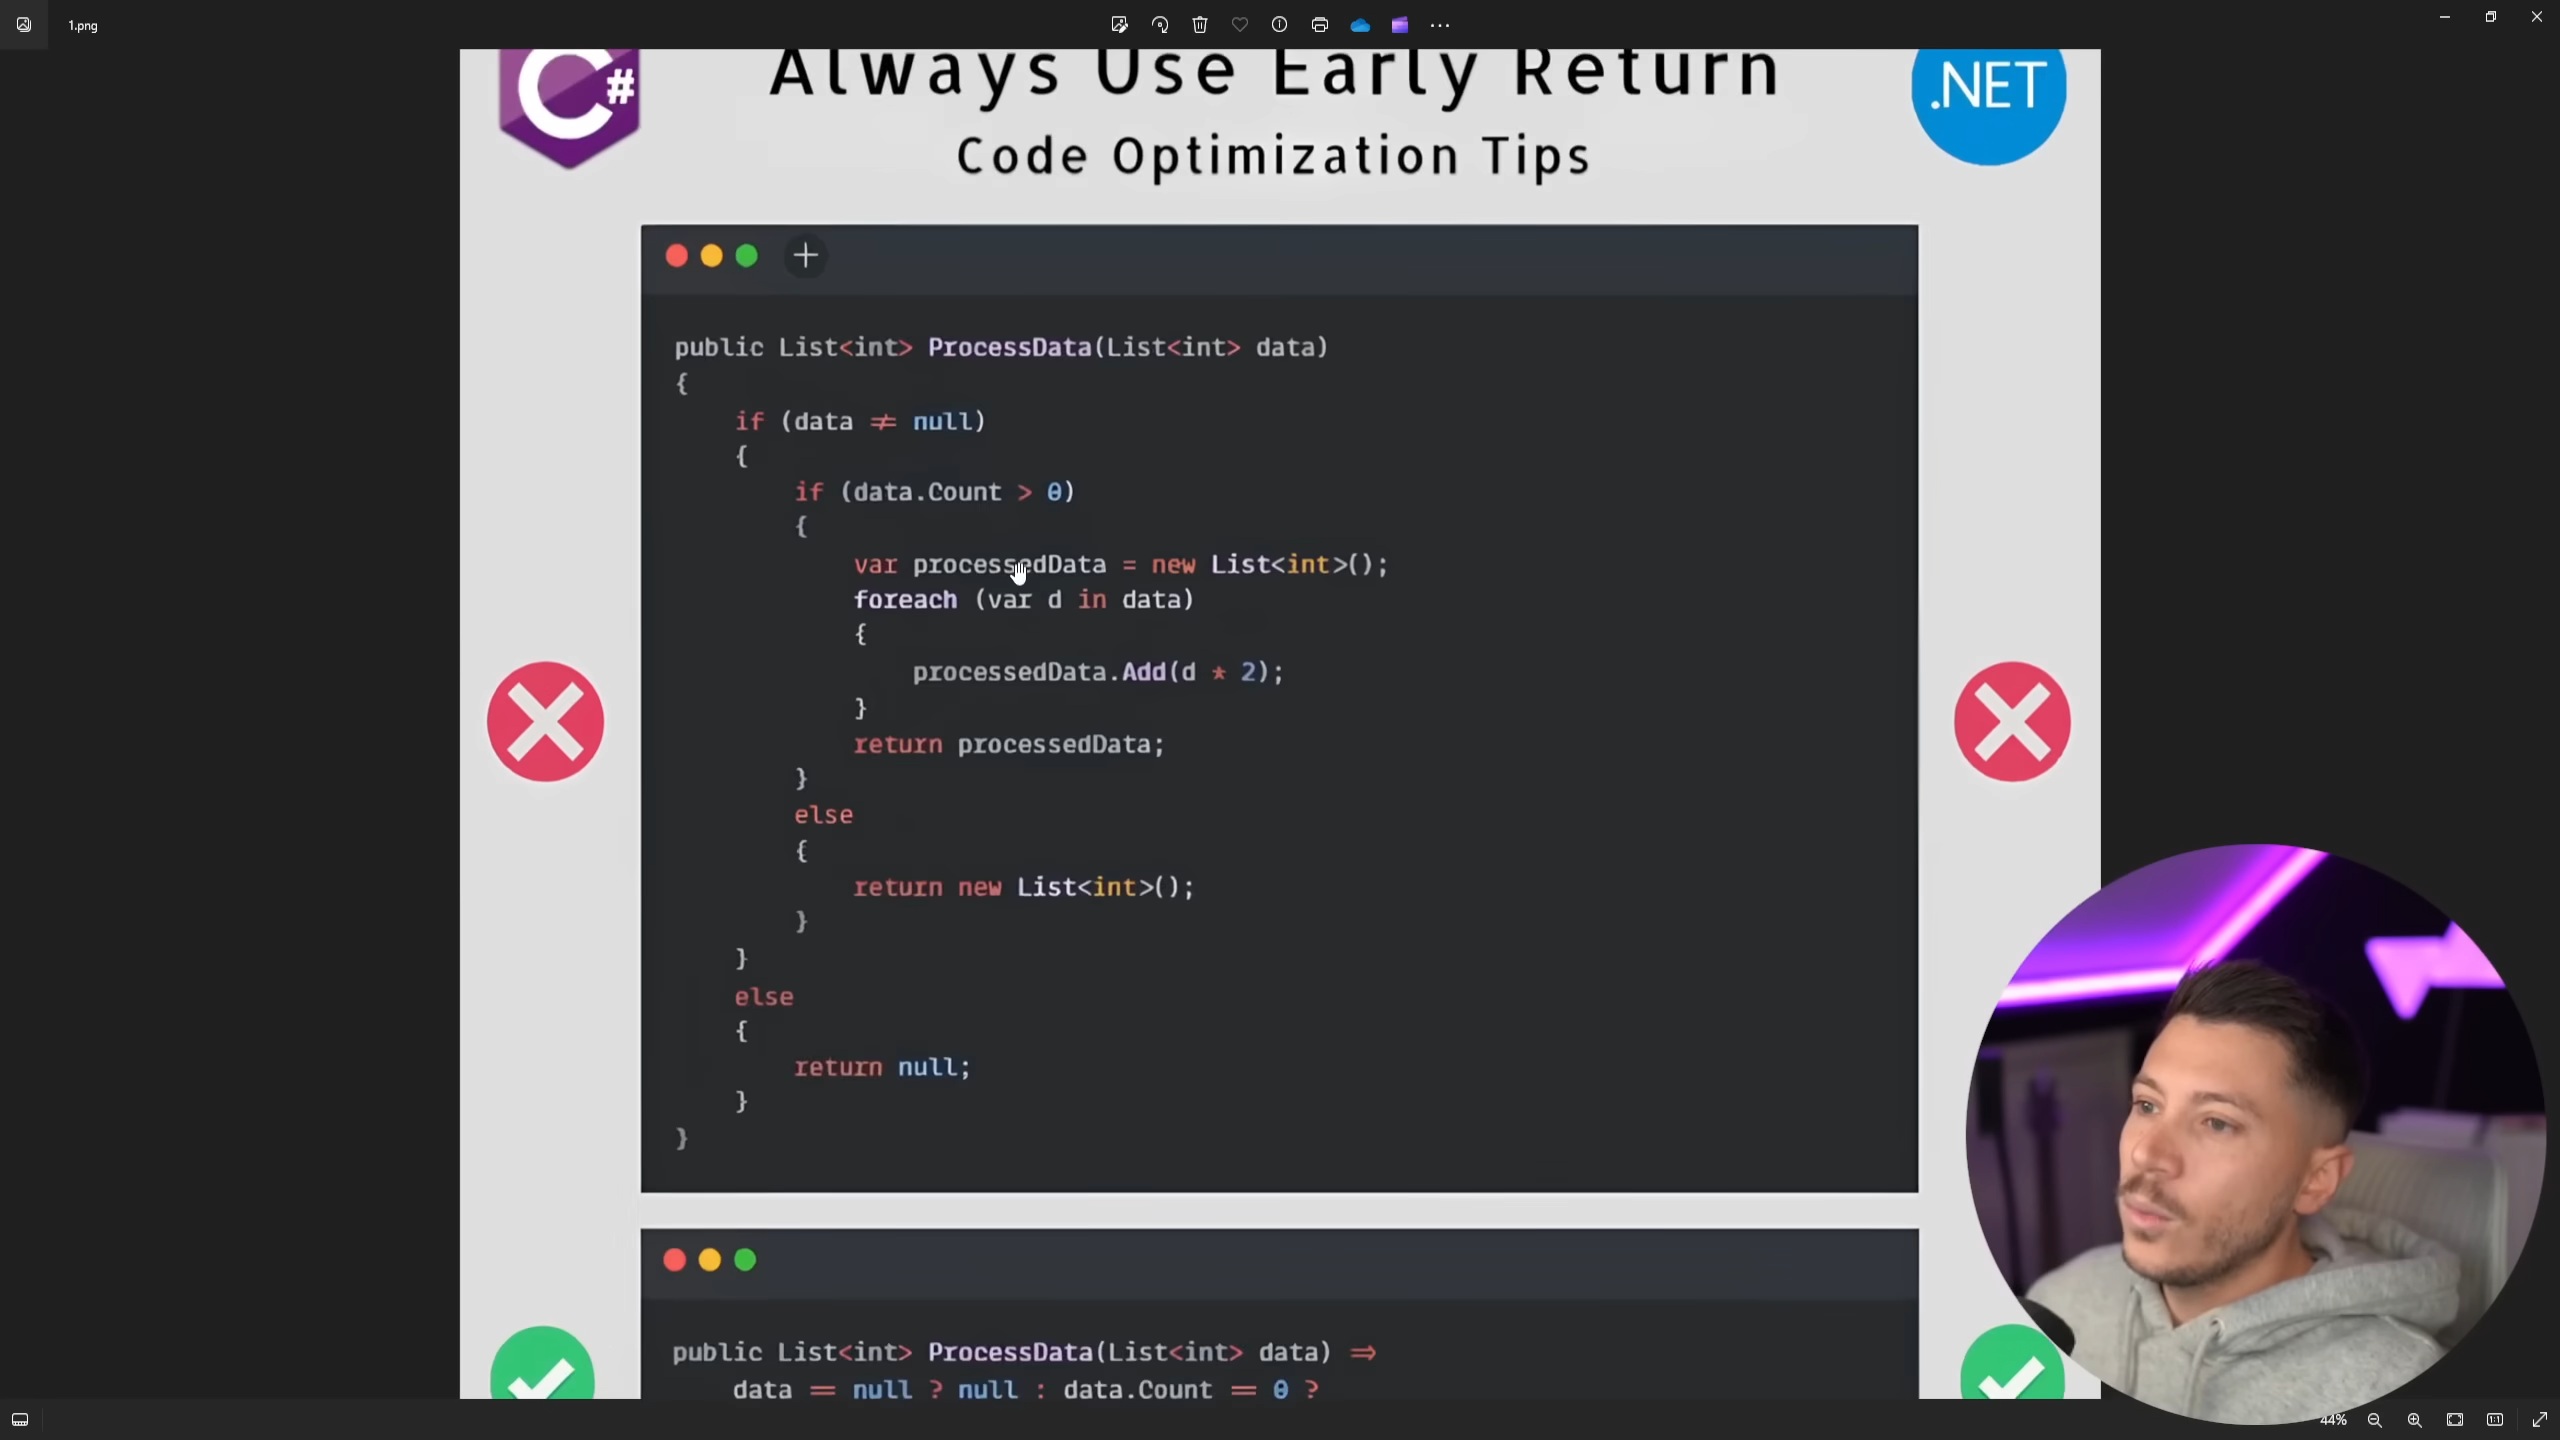 1.png
C#
Always Use Early Return
.NET
Code Optimization Tips
public List<int> ProcessData(List<int> data)
{
if (data ≠ null)
{
if (data.Count > 0)
{
var processedData = new List<int>();
foreach (var d in data)
{
processedData.Add(d * 2);
}
return processedData;
}
else
{
return new List<int>();
}
}
else
{
return null;
}
}
public List<int> ProcessData(List<int> data) ⇒
data == null ? null : data.Count == 0 ?
44%